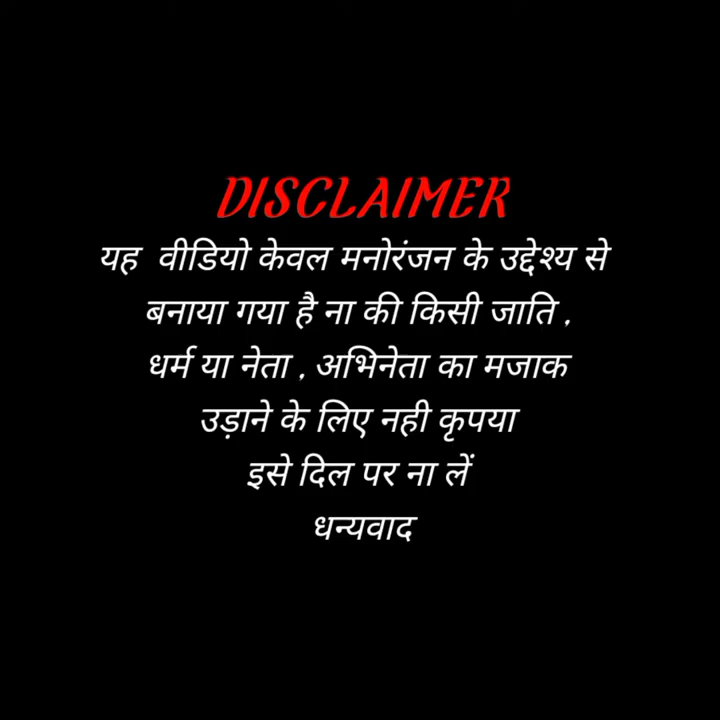 DISCLAIMER
यह वीडियो केवल मनोरंजन के उद्देश्य से
बनाया गया है ना की किसी जाति ,
धर्म या नेता , अभिनेता का मजाक
उड़ाने के लिए नही कृपया
इसे दिल पर ना लें
धन्यवाद